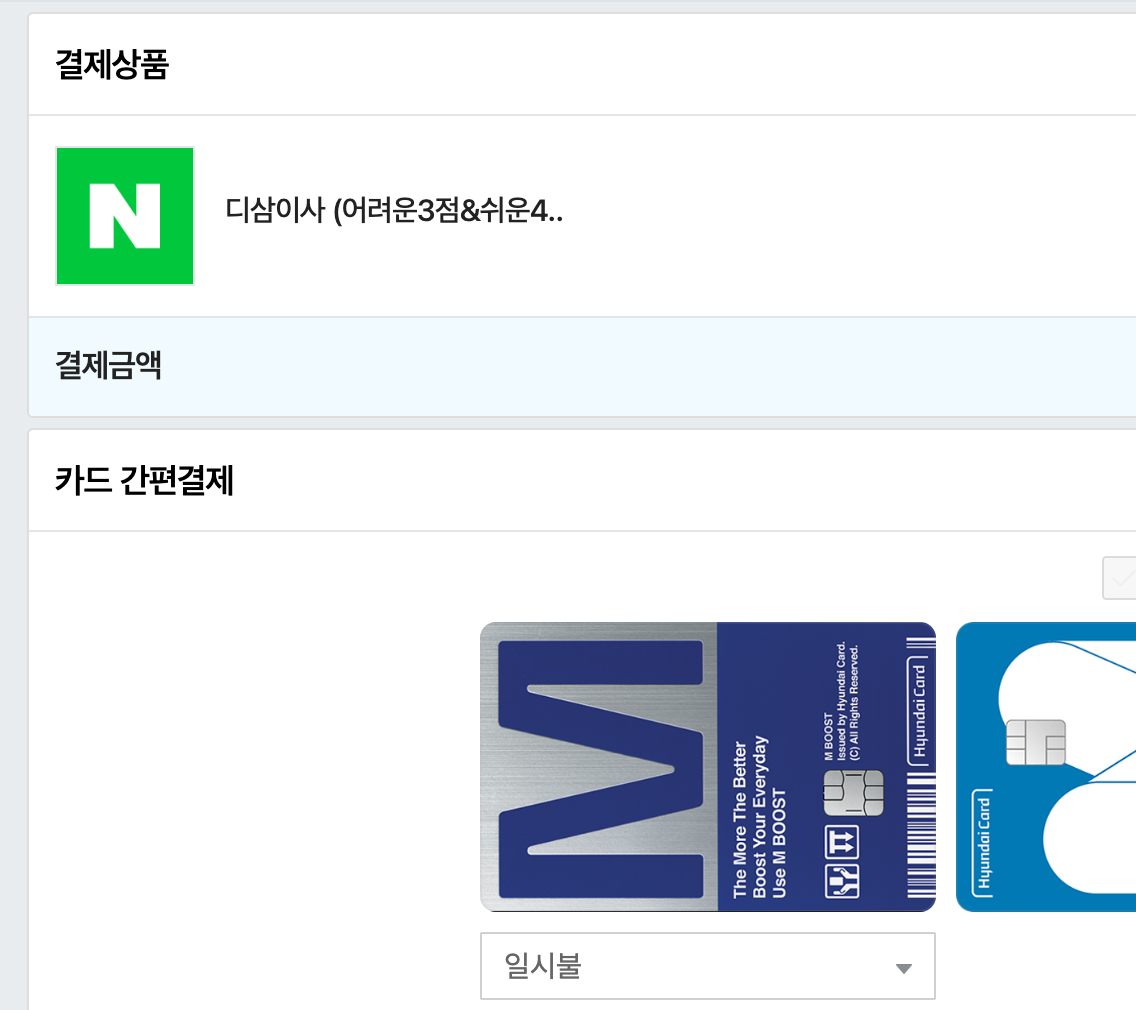 결제상품
N
디삼이사 (어려운3점&쉬운4..
결제금액
카드 간편결제
M
The More The Better
Boost Your Everyday
Use M BOOST
M BOOST
Issued by Hyundai Card.
(C) All Rights Reserved.
Hyundai Card
Hyundai Card
일시불